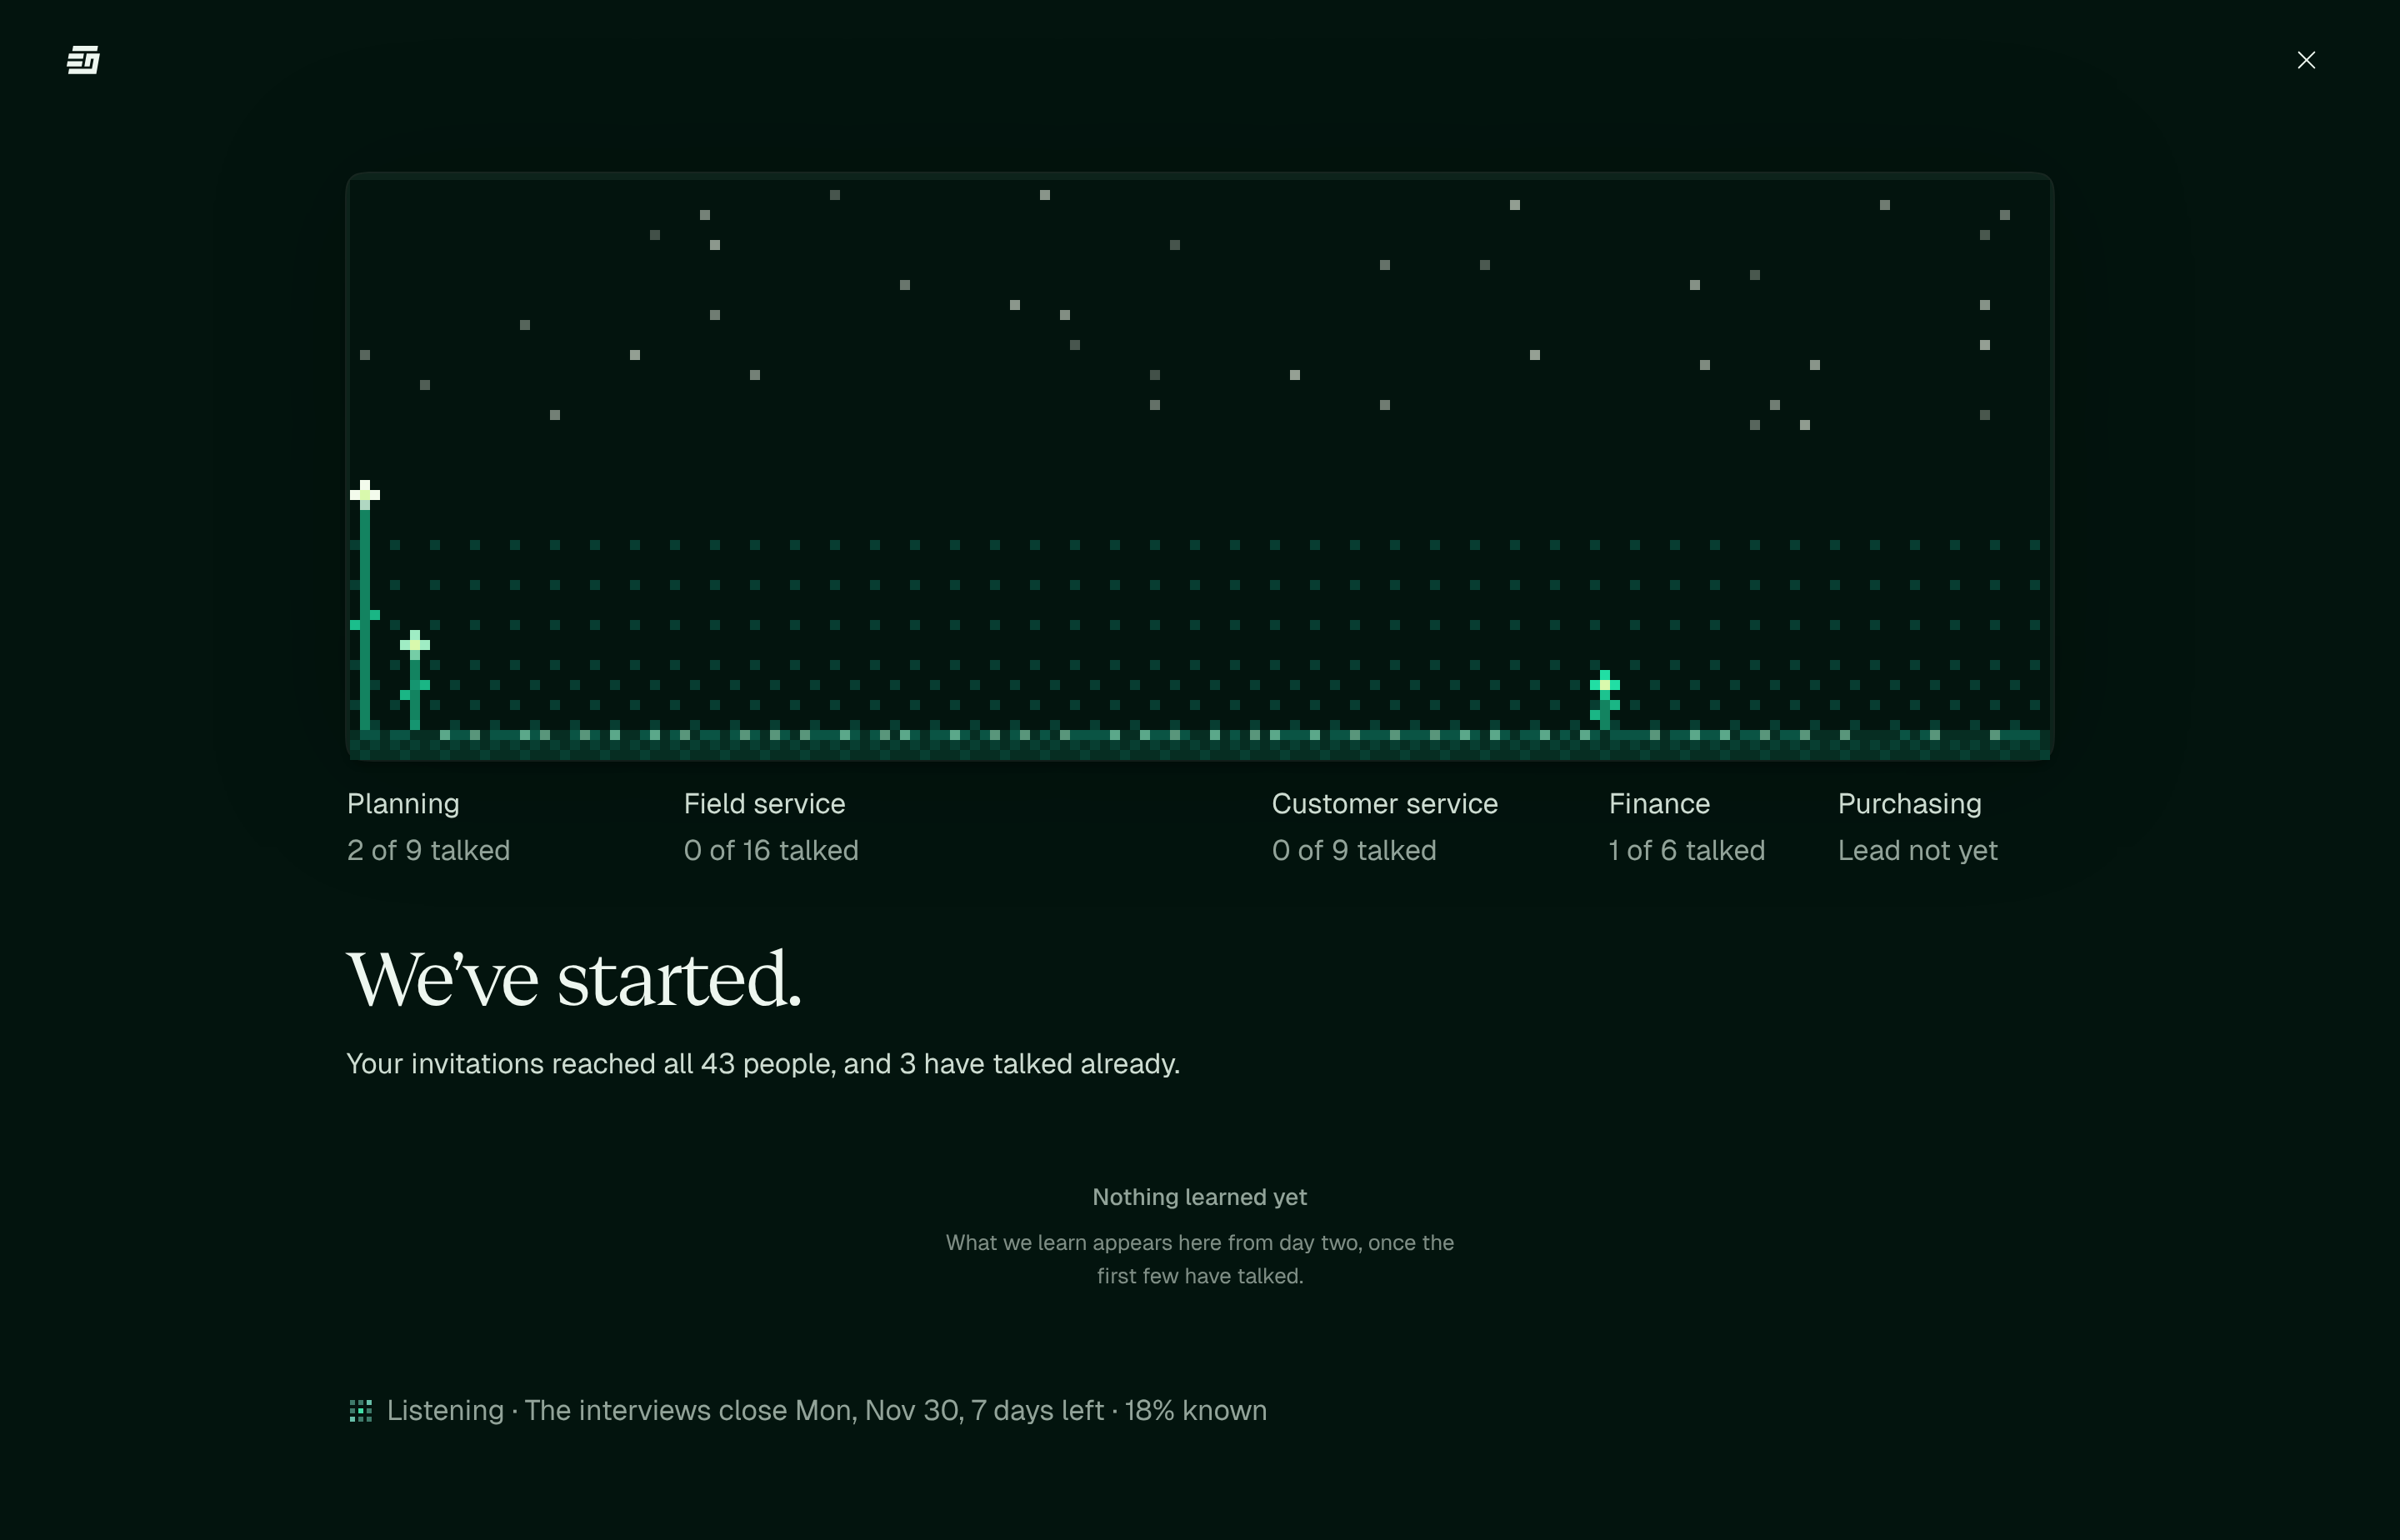 Planning
2 of 9 talked
Field service
0 of 16 talked
Customer service
0 of 9 talked
Finance
1 of 6 talked
Purchasing
Lead not yet
We’ve started.
Your invitations reached all 43 people, and 3 have talked already.
Nothing learned yet
What we learn appears here from day two, once the
first few have talked.
Listening · The interviews close Mon, Nov 30, 7 days left · 18% known